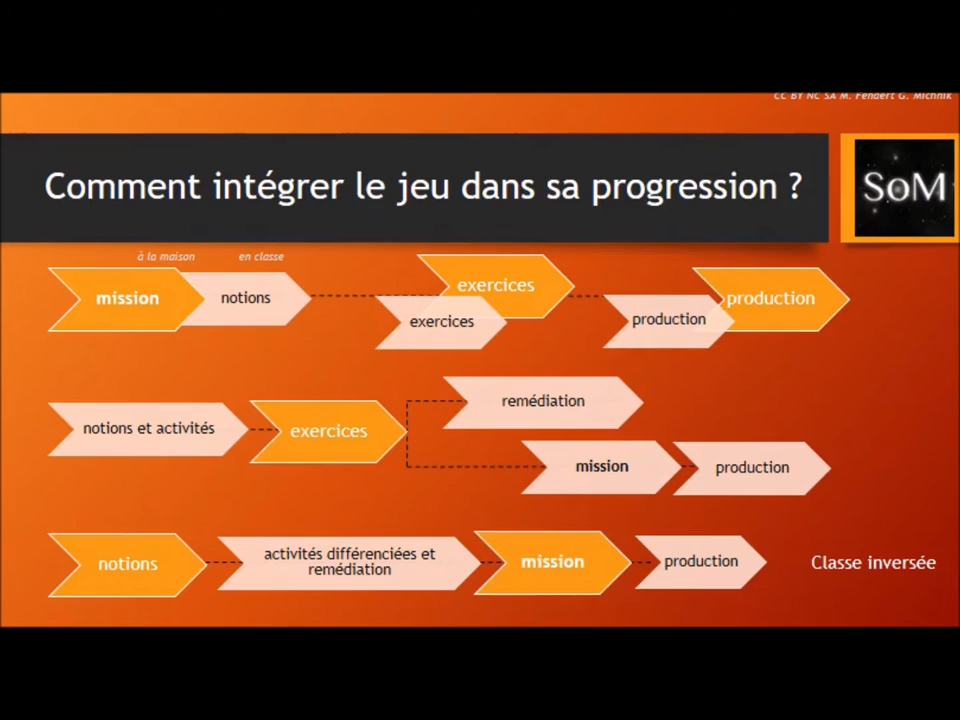 CC BY NC SA M. Fendert G. Michnik
Comment intégrer le jeu dans sa progression ?
SoM
à la maison
en classe
mission
notions
exercices
exercices
production
production
notions et activités
exercices
remédiation
mission
production
notions
activités différenciées et
remédiation
mission
production
Classe inversée